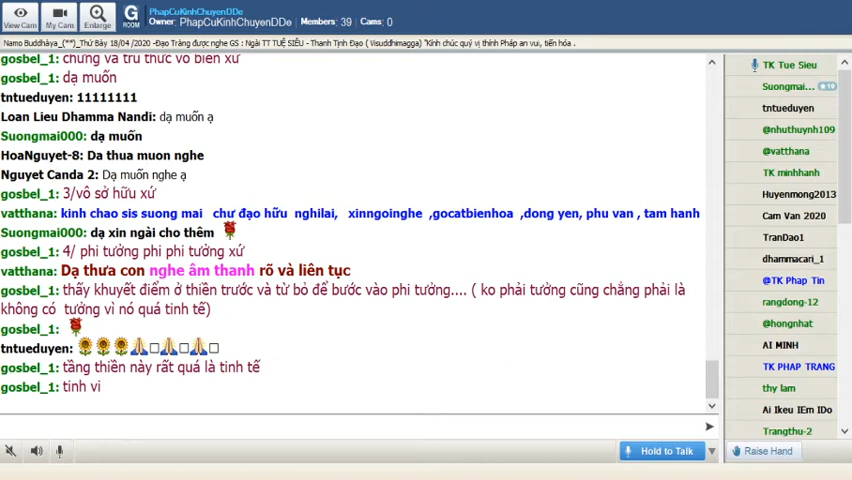 PhapCuKinhChuyenDDe
Owner: PhapCuKinhChuyenDDe Members: 39 Cams: 0
View Cam My Cam Enlarge G ROOM
Namo Buddhàya_(**)_Thứ Bảy 18/04 /2020 -Đạo Tràng được nghe GS : Ngài TT TUỆ SIÊU - Thanh Tịnh Đạo ( Visuddhimagga) "Kính chúc quý vị thính Pháp an vui, tiến hóa .
gosbel_1: chứng và trú thức vô biên xứ
gosbel_1: dạ muốn
tntueduyen: 11111111
Loan Lieu Dhamma Nandi: dạ muốn ạ
Suongmai000: dạ muốn
HoaNguyet-8: Da thua muon nghe
Nguyet Canda 2: Dạ muốn nghe ạ
gosbel_1: 3/vô sở hữu xứ
vatthana: kinh chao sis suong mai chư đạo hữu nghilai, xinngoinghe ,gocatbienhoa ,dong yen, phu van , tam hanh
Suongmai000: dạ xin ngài cho thêm
gosbel_1: 4/ phi tưởng phi phi tưởng xứ
vatthana: Dạ thưa con nghe âm thanh rõ và liên tục
gosbel_1: thấy khuyết điểm ở thiền trước và từ bỏ để bước vào phi tưởng.... ( ko phải tưởng cũng chẳng phải là
không có tưởng vì nó quá tinh tế)
gosbel_1:
tntueduyen:
gosbel_1: tầng thiền này rất quá là tinh tế
gosbel_1: tinh vi
Hold to Talk
TK Tue Sieu
Suongmai... 10
tntueduyen
@nhuthuynh109
@vatthana
TK minhhanh
Huyenmong2013
Cam Van 2020
TranDao1
dhammacari_1
@TK Phap Tin
rangdong-12
@hongnhat
AI MINH
TK PHAP TRANG
thy lam
Ai Ikeu IEm IDo
Trangthu-2
Raise Hand